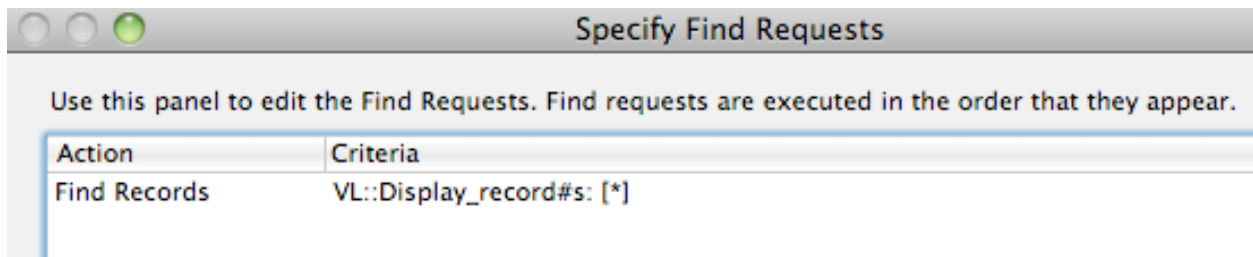 Specify Find Requests
Use this panel to edit the Find Requests. Find requests are executed in the order that they appear.
Action Criteria
Find Records VL::Display_record#s: [*]